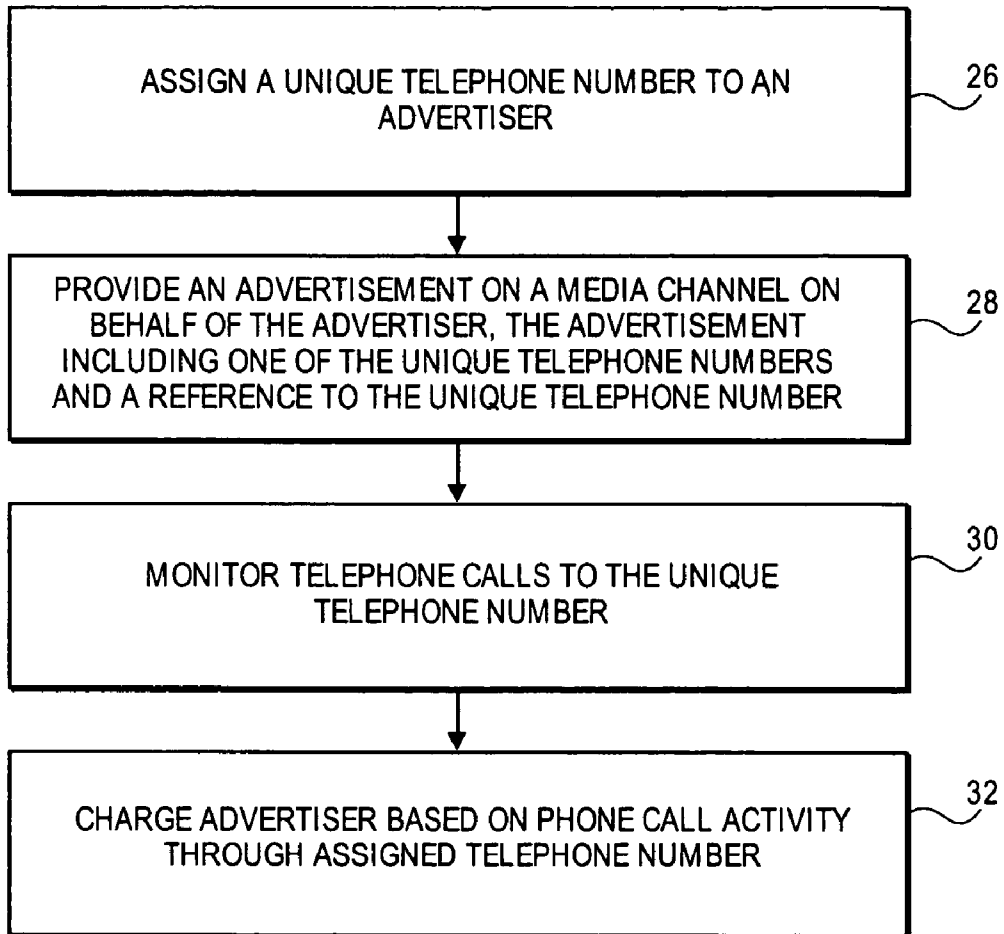 ASSIGN A UNIQUE TELEPHONE NUMBER TO AN
ADVERTISER
26
PROVIDE AN ADVERTISEMENT ON A MEDIA CHANNEL ON
BEHALF OF THE ADVERTISER, THE ADVERTISEMENT
INCLUDING ONE OF THE UNIQUE TELEPHONE NUMBERS
AND A REFERENCE TO THE UNIQUE TELEPHONE NUMBER
28
MONITOR TELEPHONE CALLS TO THE UNIQUE
TELEPHONE NUMBER
30
CHARGE ADVERTISER BASED ON PHONE CALL ACTIVITY
THROUGH ASSIGNED TELEPHONE NUMBER
32